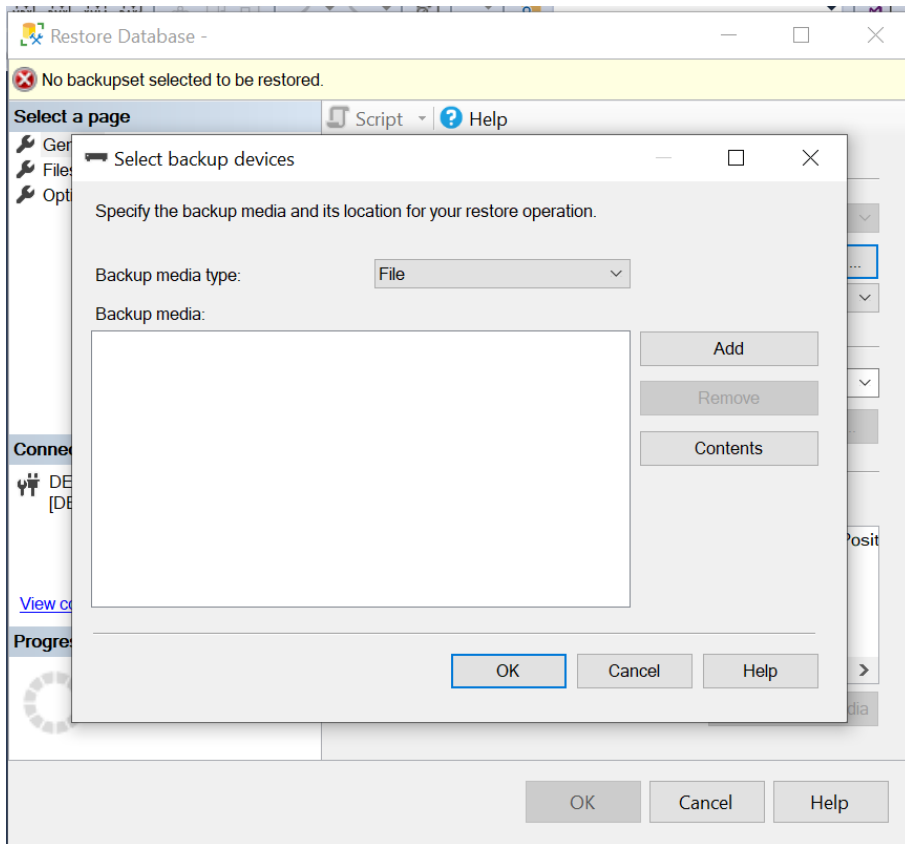 Restore Database -
No backupset selected to be restored.
Select a page
Script
Help
Select backup devices
Specify the backup media and its location for your restore operation.
Backup media type:
File
Backup media:
Add
Remove
Contents
View
OK
Cancel
Help
OK
Cancel
Help